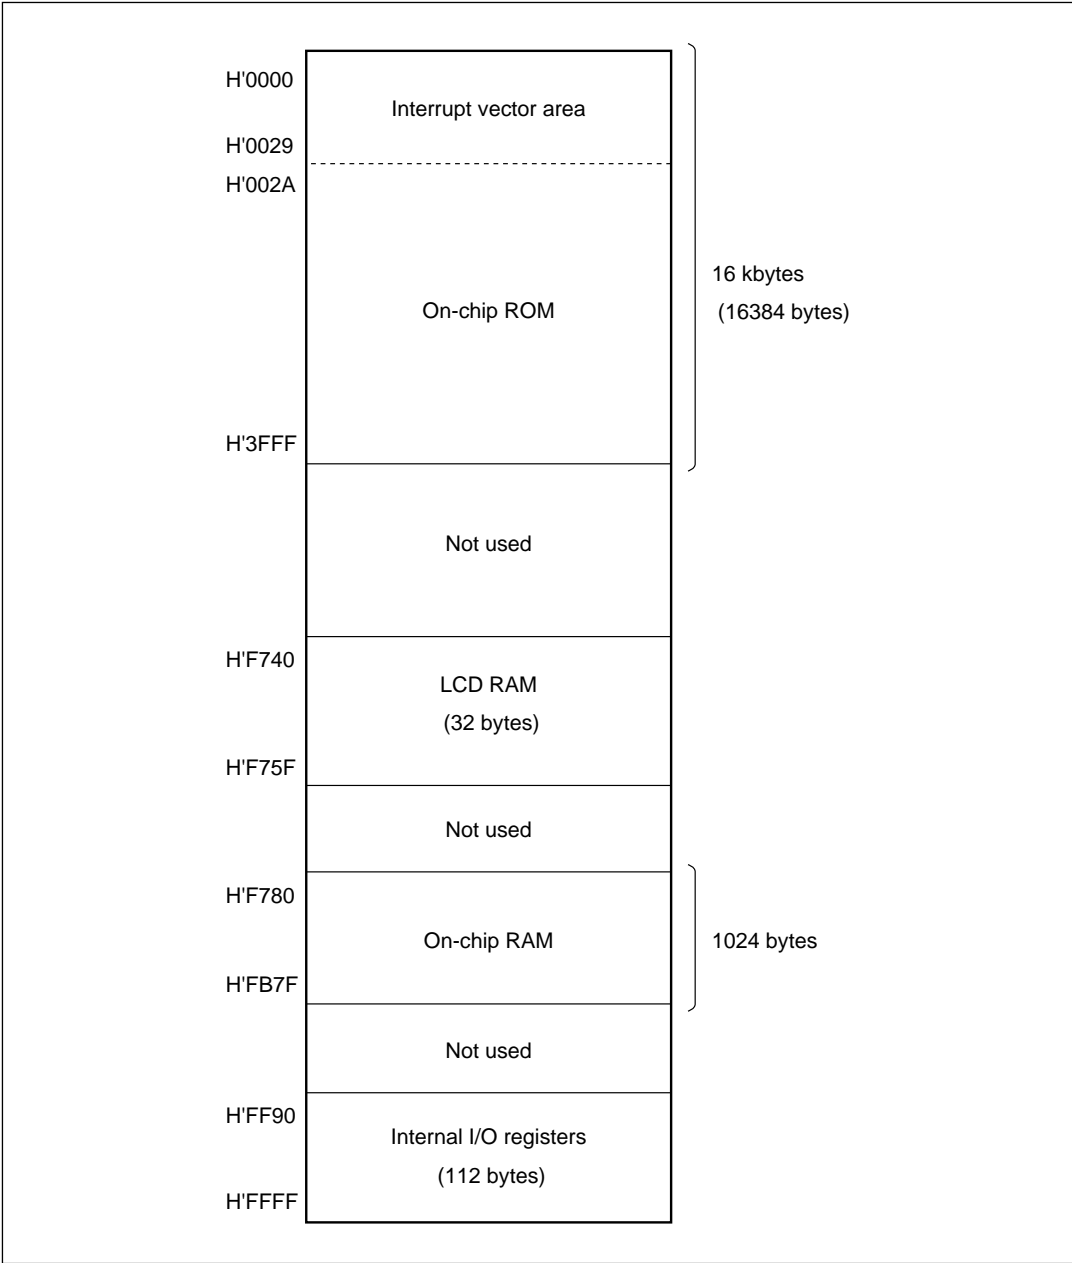 H'0000
Interrupt vector area
H'0029
H'002A
16 kbytes
(16384 bytes)
On-chip ROM
H'3FFF
Not used
H'F740
LCD RAM
(32 bytes)
H'F75F
Not used
H'F780
On-chip RAM
1024 bytes
H'FB7F
Not used
H'FF90
Internal I/O registers
(112 bytes)
H'FFFF